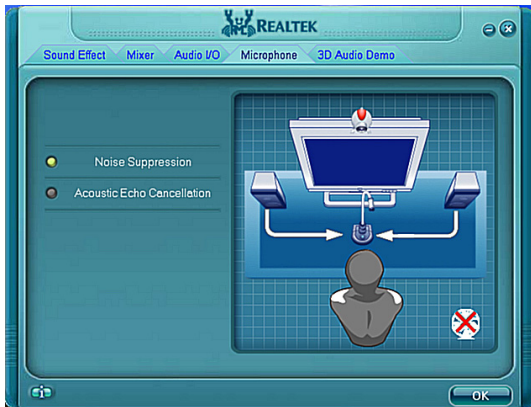 REALTEK
Sound Effect Mixer Audio I/O Microphone 3D Audio Demo
Noise Suppression
Acoustic Echo Cancellation
i
OK